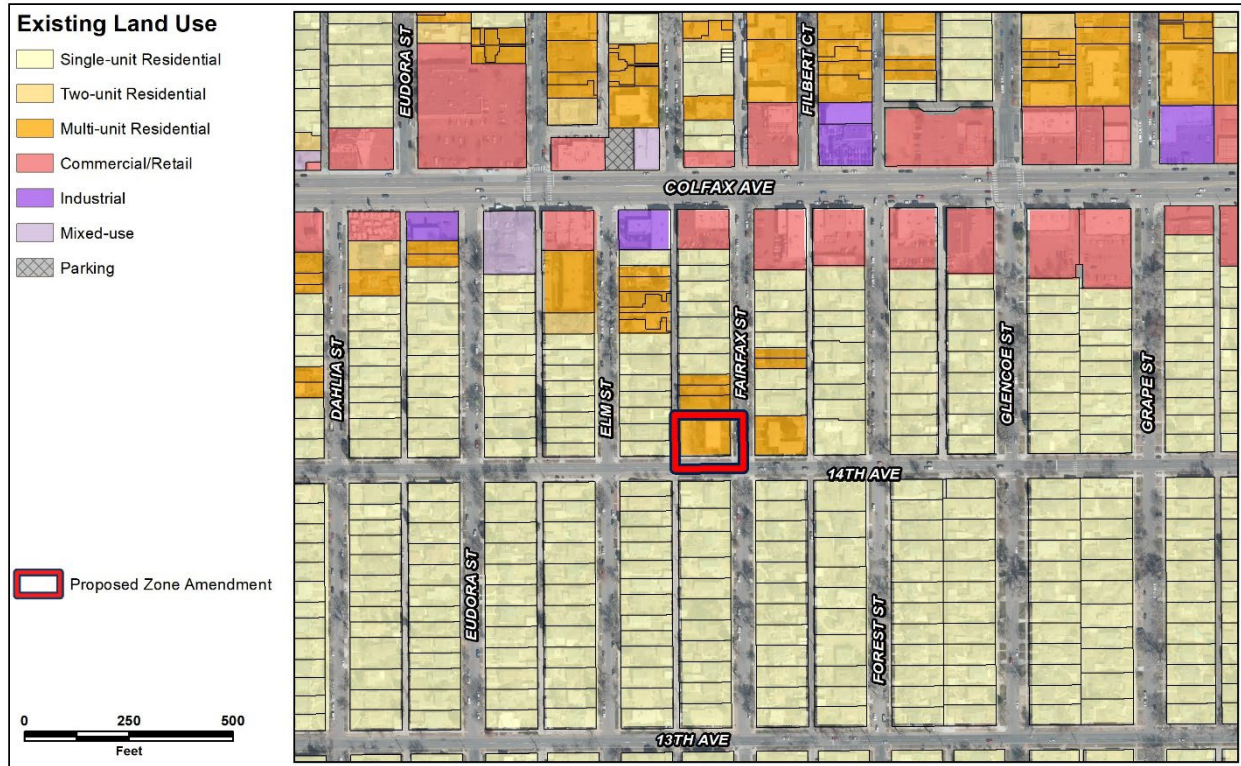 Existing Land Use
Single-unit Residential
Two-unit Residential
Multi-unit Residential
Commercial/Retail
Industrial
Mixed-use
Parking
Proposed Zone Amendment
0 250 500
Feet
EUDORA ST
FILBERT CT
COLFAX AVE
DAHLIA ST
ELM ST
FAIRFAX ST
GLENCOE ST
GRAPE ST
14TH AVE
EUDORA ST
FOREST ST
13TH AVE